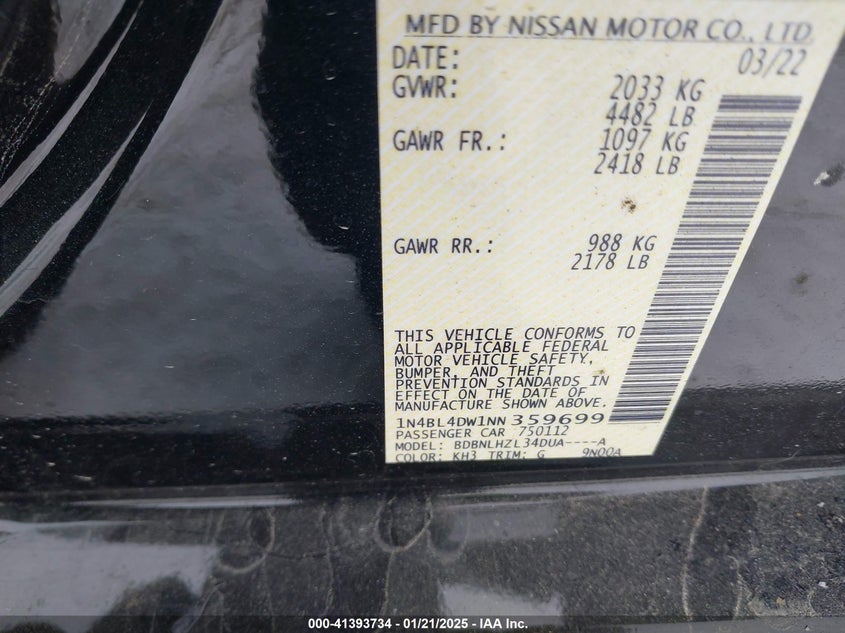 MFD BY NISSAN MOTOR CO., LTD.
DATE: 03/22
GVWR: 2033 KG
4482 LB
GAWR FR.: 1097 KG
2418 LB
GAWR RR.: 988 KG
2178 LB
THIS VEHICLE CONFORMS TO
ALL APPLICABLE FEDERAL
MOTOR VEHICLE SAFETY,
BUMPER, AND THEFT
PREVENTION STANDARDS IN
EFFECT ON THE DATE OF
MANUFACTURE SHOWN ABOVE.
1N4BL4DW1NN359699
PASSENGER CAR 750112
MODEL: BDBNLHZL34DUA----A
COLOR: KH3 TRIM: G 9N00A
000-41393734 — 01/21/2025 - IAA Inc.